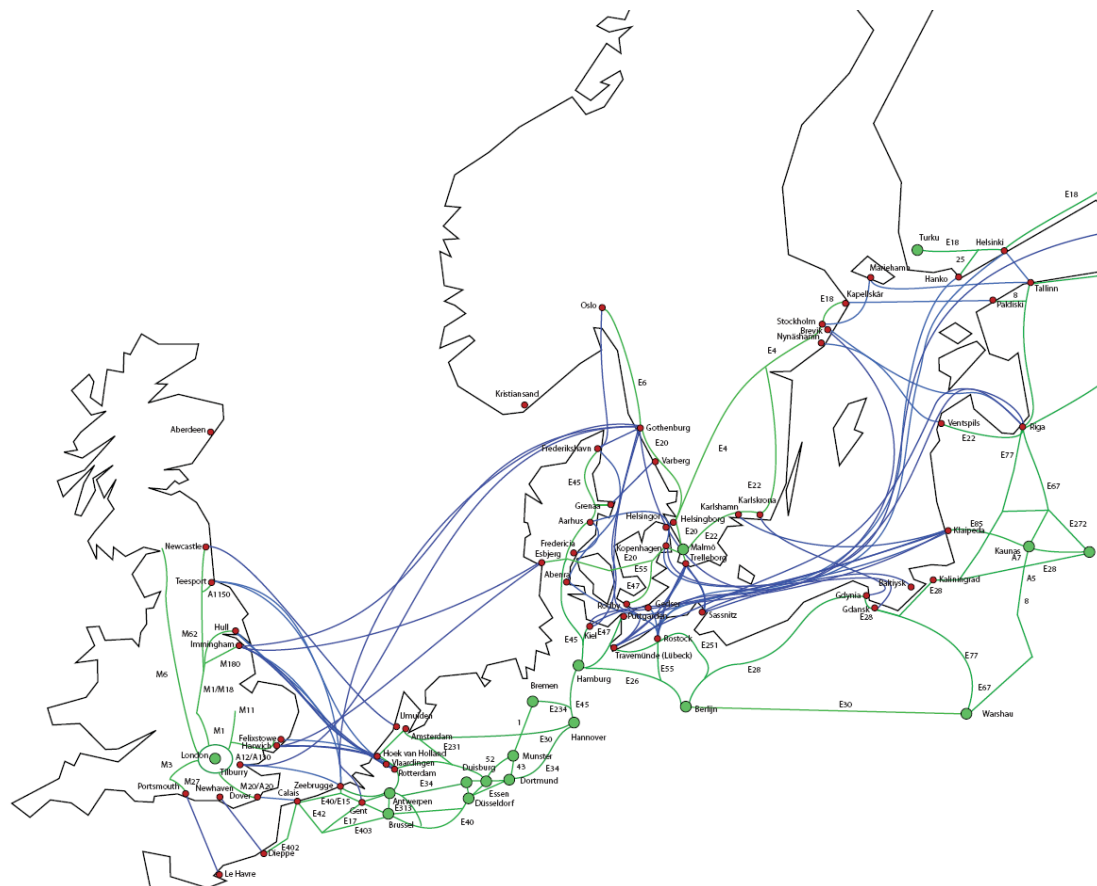 E18
Turku
E18
Helsinki
Mariehamn
25
Hanko
Tallinn
Kapellskär
8
Paldiski
E18
Oslo
Stockholm
Brevik
Nynäshamn
E4
E6
Kristiansand
Gothenburg
Aberdeen
Ventspils
Riga
E22
E20
Frederikshavn
E4
E77
Varberg
E45
E22
E67
Grenaa
Karlshamn
Karlskrona
Aarhus
Helsingor
Helsingborg
E20
E22
Klaipeda
E85
E272
Newcastle
Fredericia
Esbjerg
Kopenhagen
Malmö
Kaunas
A7
E20
Trelleborg
E55
E28
Teesport
Abenra
A5
A1150
E47
Baltiysk
Kaliningrad
E28
Rodby
Gedser
Gdynia
Puttgarden
Sassnitz
Gdansk
8
E28
Hull
M62
Kiel
E47
Immingham
E45
Rostock
E251
Travemünde (Lübeck)
M180
E77
M6
Hamburg
E26
E55
E28
M1/M18
Bremen
E67
M11
E234
E45
Berlijn
E30
Warshau
IJmuiden
1
M1
Amsterdam
Felixstowe
Harwich
E30
E231
London
A12/A130
Hoek van Holland
Munster
M3
Tilburry
Vlaardingen
52
E34
Rotterdam
Duisburg
43
M27
M20/A20
Zeebrugge
E34
Dortmund
Portsmouth
Newhaven
Calais
Essen
Dover
Antwerpen
Düsseldorf
E40/E15
E313
E42
Gent
E17
Brussel
E40
E403
E402
Dieppe
Le Havre